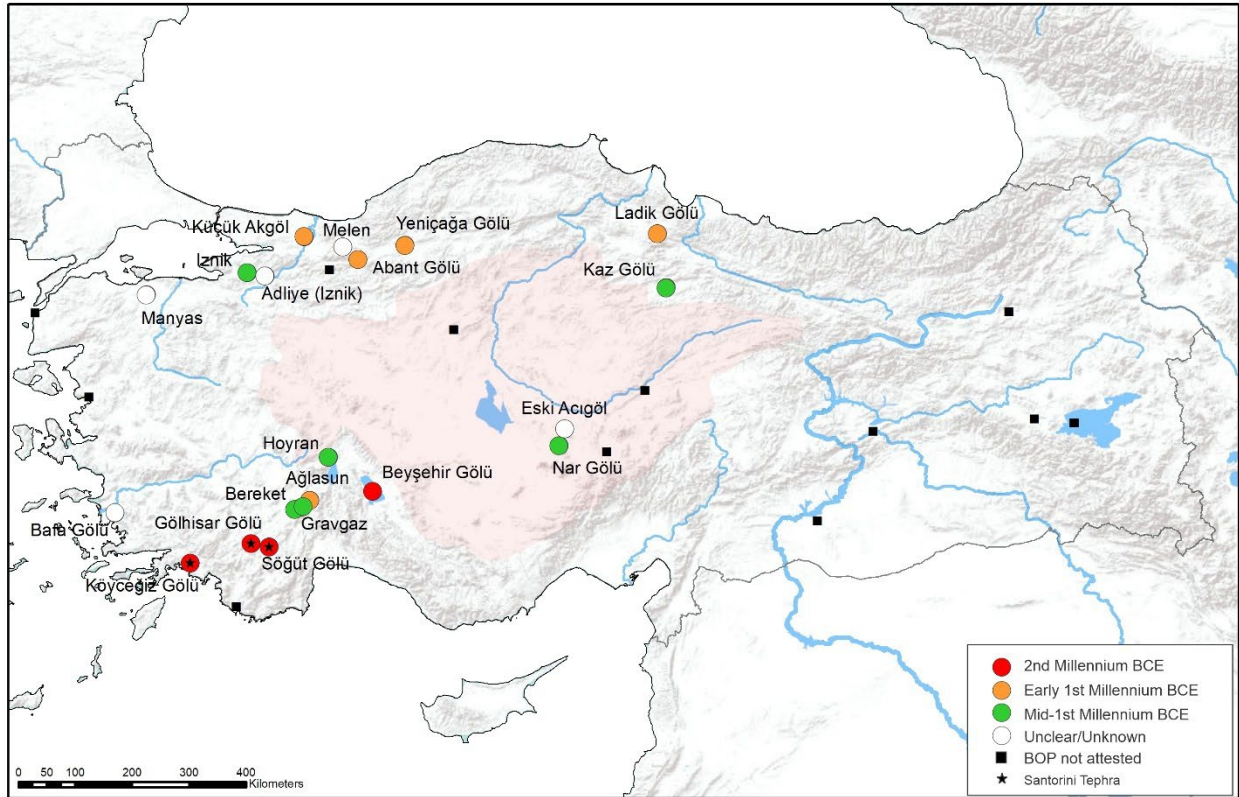 Küçük Akgöl
Melen
Yeniçağa Gölü
Ladik Gölü
Iznik
Abant Gölü
Kaz Gölü
Adliye (Iznik)
Manyas
Eski Acıgöl
Hoyran
Nar Gölü
Ağlasun
Beyşehir Gölü
Bereket
Bafa Gölü
Gölhisar Gölü
Gravgaz
Söğüt Gölü
Köyceğiz Gölü
2nd Millennium BCE
Early 1st Millennium BCE
Mid-1st Millennium BCE
Unclear/Unknown
BOP not attested
Santorini Tephra
0 50 100 200 300 400
Kilometers